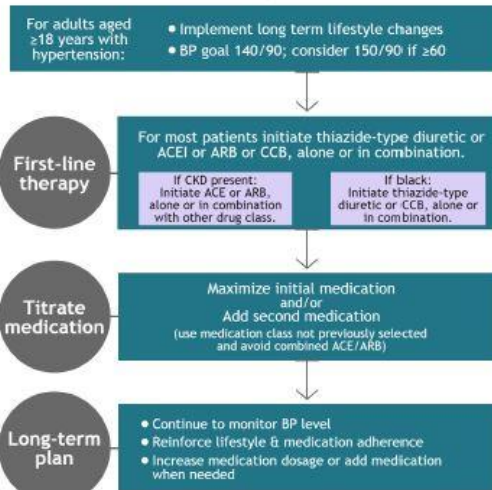 For adults aged
≥18 years with
hypertension:
• Implement long term lifestyle changes
• BP goal 140/90; consider 150/90 if ≥60
First-line
therapy
For most patients initiate thiazide-type diuretic or
ACEI or ARB or CCB, alone or in combination.
If CKD present:
Initiate ACE or ARB,
alone or in combination
with other drug class.
If black:
Initiate thiazide-type
diuretic or CCB, alone or
in combination.
Titrate
medication
Maximize initial medication
and/or
Add second medication
(use medication class not previously selected
and avoid combined ACE/ARB)
Long-term
plan
• Continue to monitor BP level
• Reinforce lifestyle & medication adherence
• Increase medication dosage or add medication
when needed